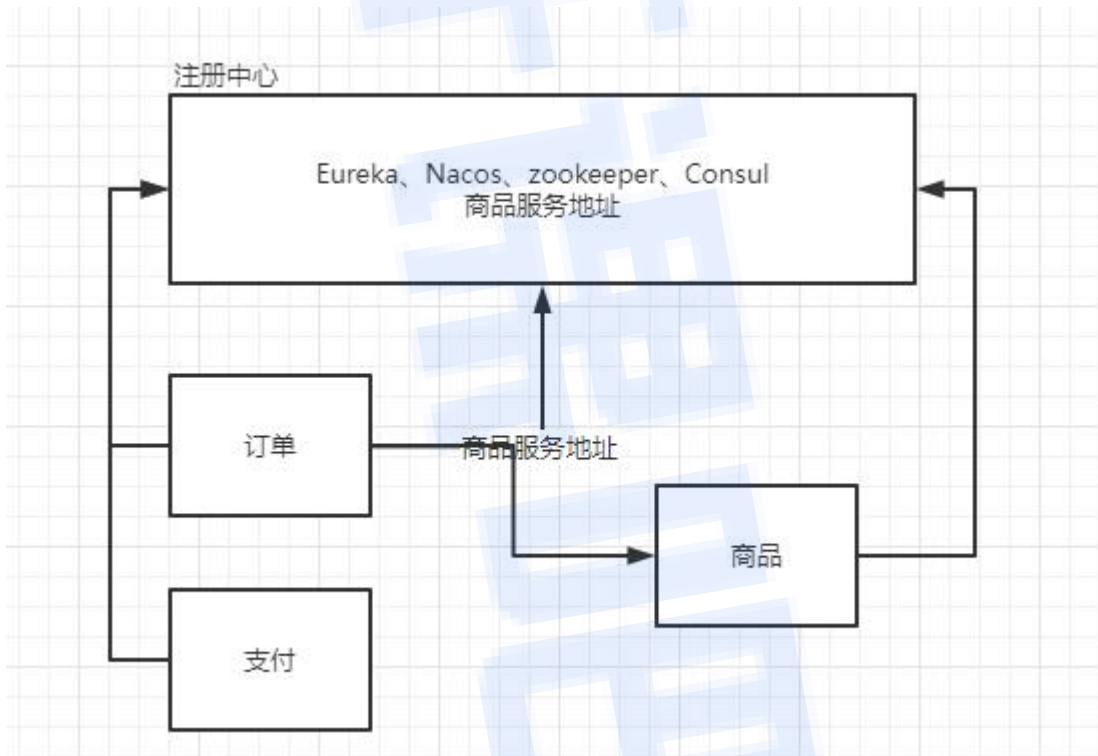 注册中心
Eureka、Nacos、zookeeper、Consul
商品服务地址
订单
商品服务地址
商品
支付